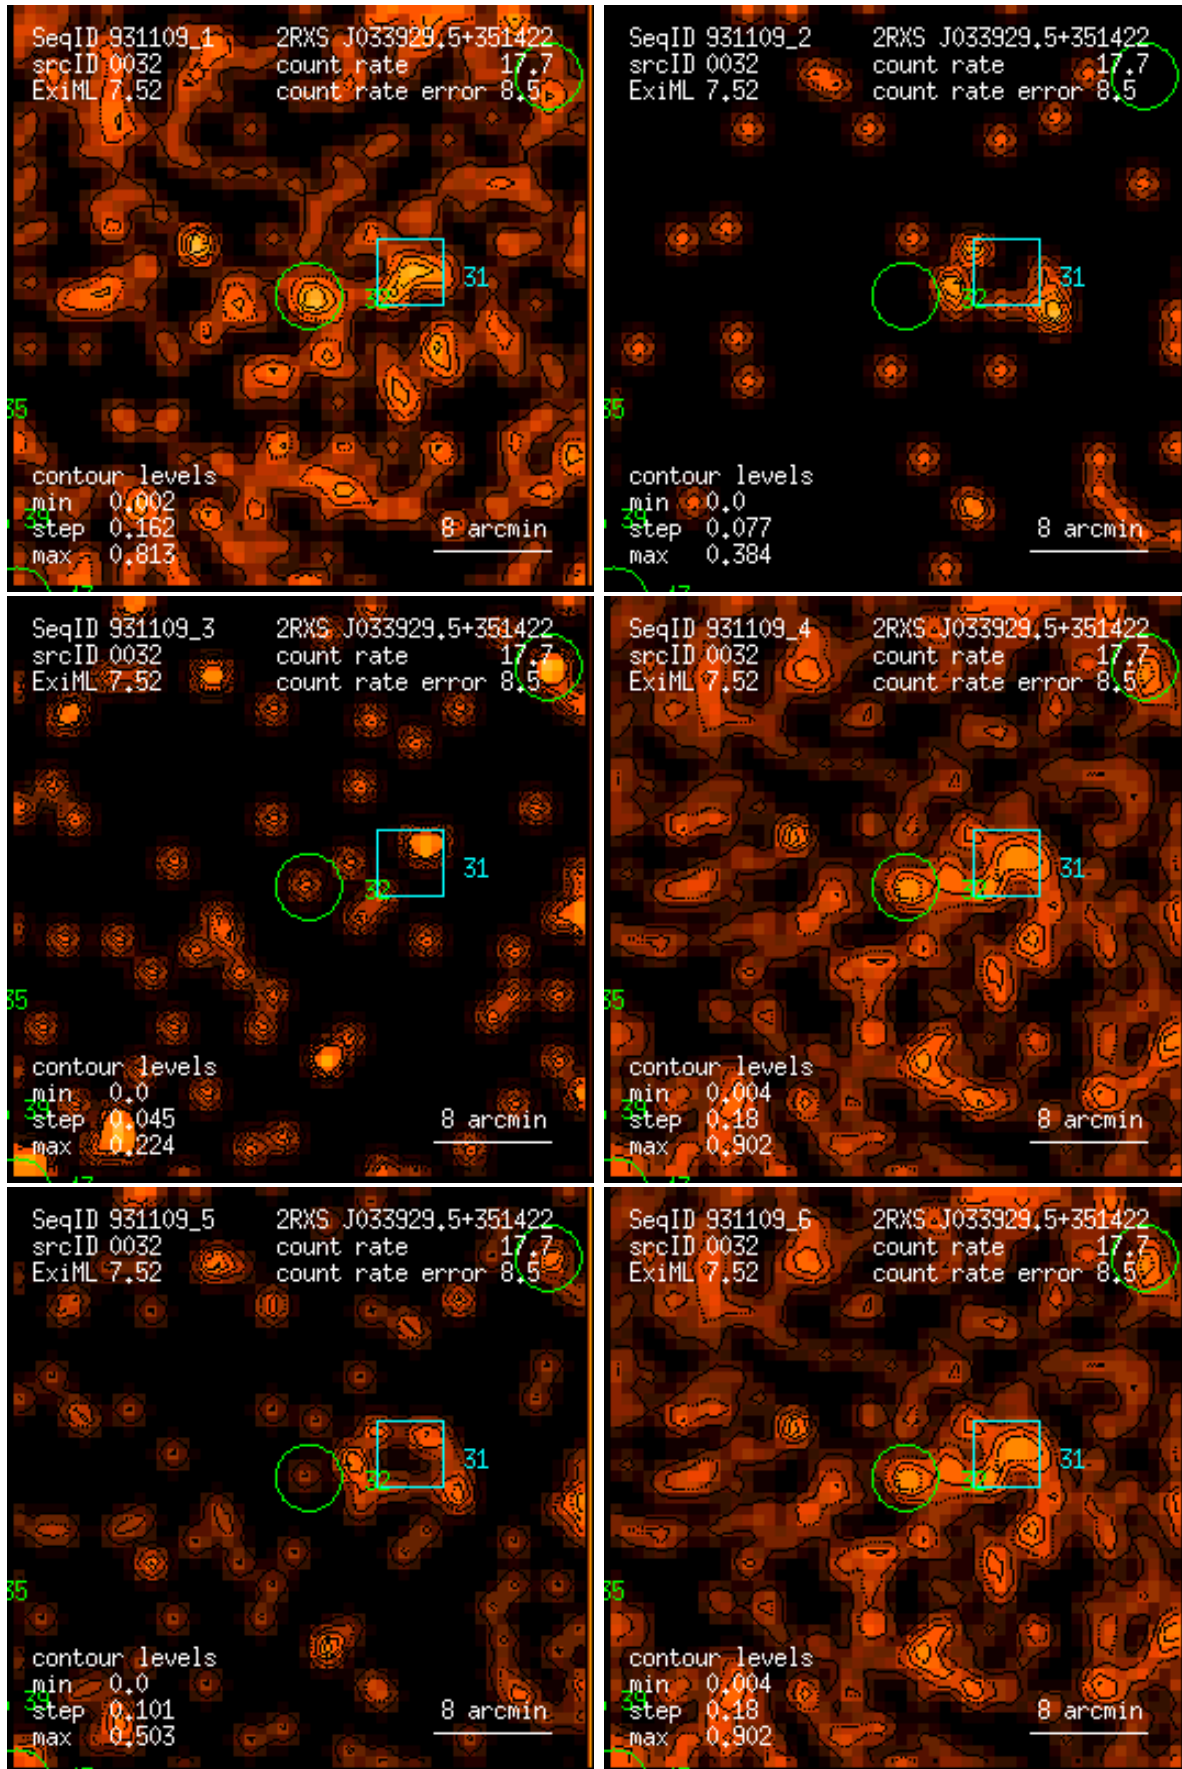 SeqID 931109_1 2RXS J033929.5+351422
srcID 0032 count rate 17.7
ExiML 7.52 count rate error 8.5
31
32
35
contour levels
min 0.002
39
step 0.162
8 arcmin
max 0.813
SeqID 931109_2 2RXS J033929.5+351422
srcID 0032 count rate 17.7
ExiML 7.52 count rate error 8.5
31
32
35
contour levels
min 0.0
39
step 0.077
8 arcmin
max 0.384
SeqID 931109_3 2RXS J033929.5+351422
srcID 0032 count rate 17.7
ExiML 7.52 count rate error 8.5
31
32
35
contour levels
min 0.0
39
step 0.045
8 arcmin
max 0.224
SeqID 931109_4 2RXS J033929.5+351422
srcID 0032 count rate 17.7
ExiML 7.52 count rate error 8.5
31
32
35
contour levels
min 0.004
39
step 0.18
8 arcmin
max 0.902
SeqID 931109_5 2RXS J033929.5+351422
srcID 0032 count rate 17.7
ExiML 7.52 count rate error 8.5
31
32
35
contour levels
min 0.0
39
step 0.101
8 arcmin
max 0.503
SeqID 931109_6 2RXS J033929.5+351422
srcID 0032 count rate 17.7
ExiML 7.52 count rate error 8.5
31
32
35
contour levels
min 0.004
39
step 0.18
8 arcmin
max 0.902